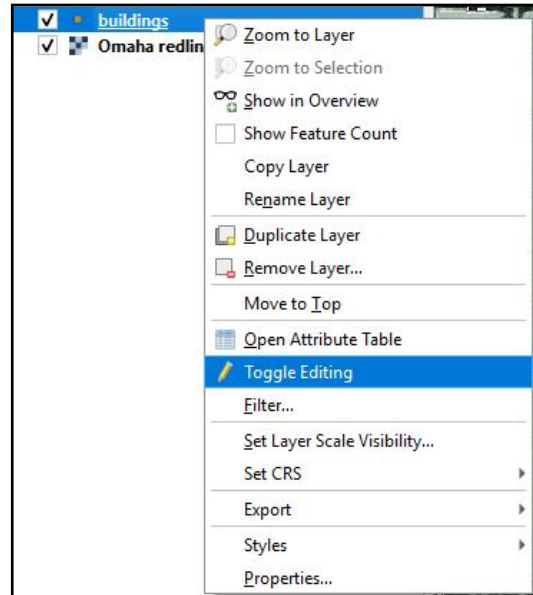 buildings
Omaha redlin
Zoom to Layer
Zoom to Selection
Show in Overview
Show Feature Count
Copy Layer
Rename Layer
Duplicate Layer
Remove Layer...
Move to Top
Open Attribute Table
Toggle Editing
Filter...
Set Layer Scale Visibility...
Set CRS
Export
Styles
Properties...